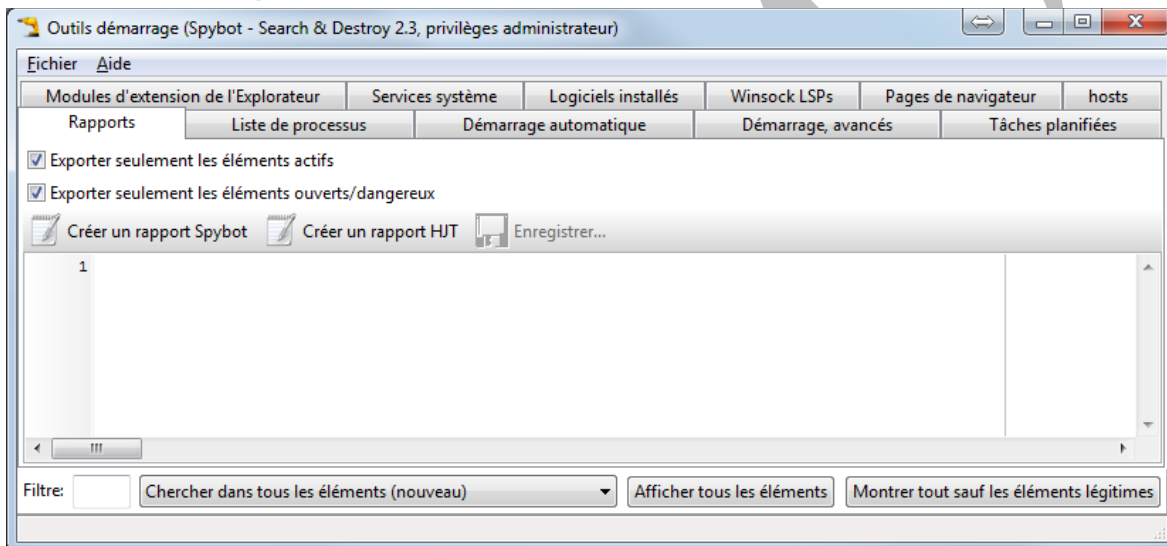 Outils démarrage (Spybot - Search & Destroy 2.3, privilèges administrateur)
Fichier Aide
Modules d'extension de l'Explorateur Services système Logiciels installés Winsock LSPs Pages de navigateur hosts
Rapports Liste de processus Démarrage automatique Démarrage, avancés Tâches planifiées
Exporter seulement les éléments actifs
Exporter seulement les éléments ouverts/dangereux
Créer un rapport Spybot Créer un rapport HJT Enregistrer...
1
Filtre: Chercher dans tous les éléments (nouveau) Afficher tous les éléments Montrer tout sauf les éléments légitimes